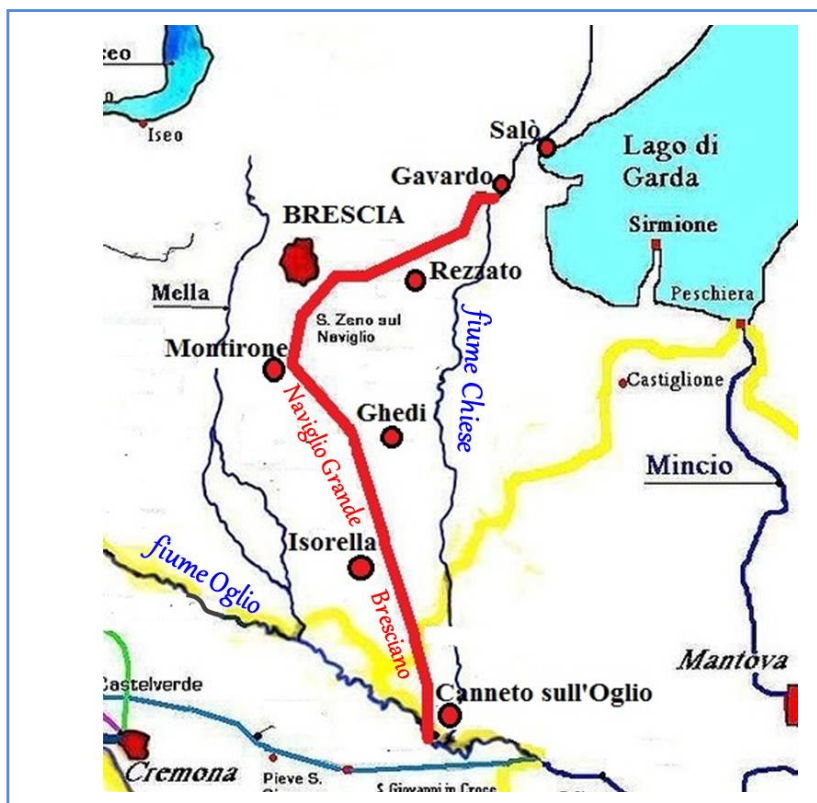 eo
Iseo
Salò
Lago di
Garda
Gavardo
BRESCIA
Sirmione
Rezzato
Mella
Peschiera
S. Zeno sul
Naviglio
Montirone
fiume Chiese
Castiglione
Naviglio Grande
Ghedi
Mincio
Isorella
fiume Oglio
Bresciano
Mantova
Castelverde
Canneto sull'Oglio
Cremona
Pieve S.
S. Giovanni in Croce